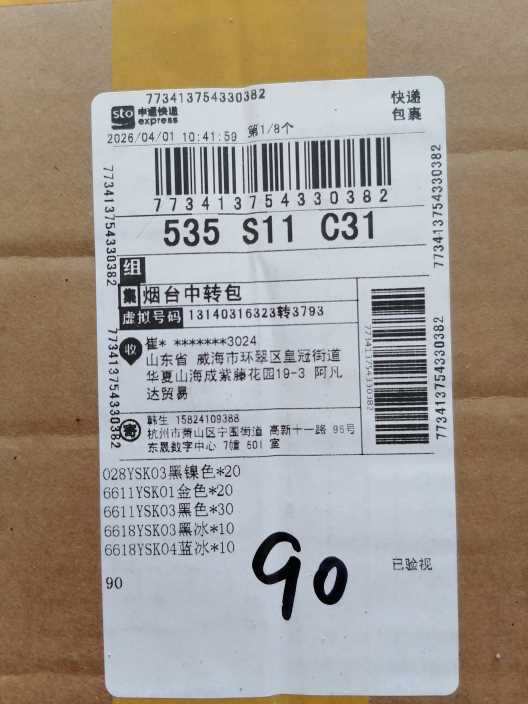 773413754330382
sto 申通快递
express
快递
包裹
2026/04/01 10:41:59 第1/8个
773413754330382
535 S11 C31
组
集 烟台中转包
虚拟号码 13140316323转3793
收 崔* *******3024
山东省 威海市环翠区皇冠街道
华夏山海成紫藤花园19-3 阿凡
达贸易
寄 韩生 15824109388
杭州市萧山区宁围街道 高新十一路 95号
东晟数字中心 7幢 601 室
773413754330382
773413754330382
773413754330382
773413754330382
773413754330382
028YSK03黑镍色*20
6611YSK01金色*20
6611YSK03黑色*30
6618YSK03黑冰*10
6618YSK04蓝冰*10
90
90
已验视